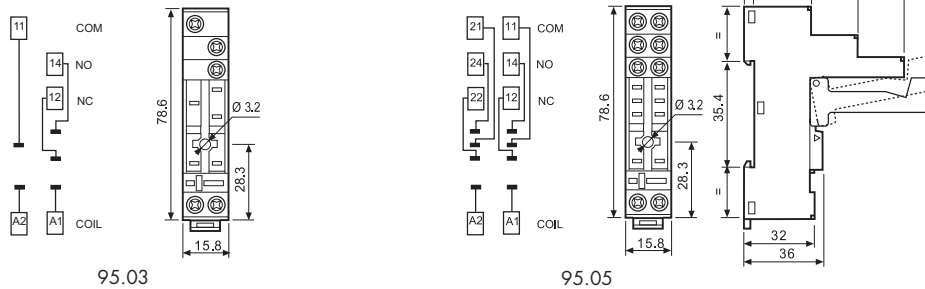 11 COM
14 NO
12 NC
A2 A1 COIL
78.6
Ø 3.2
28.3
15.8
95.03
21 11 COM
24 14 NO
22 12 NC
A2 A1 COIL
78.6
Ø 3.2
28.3
15.8
95.05
=
35.4
=
32
36